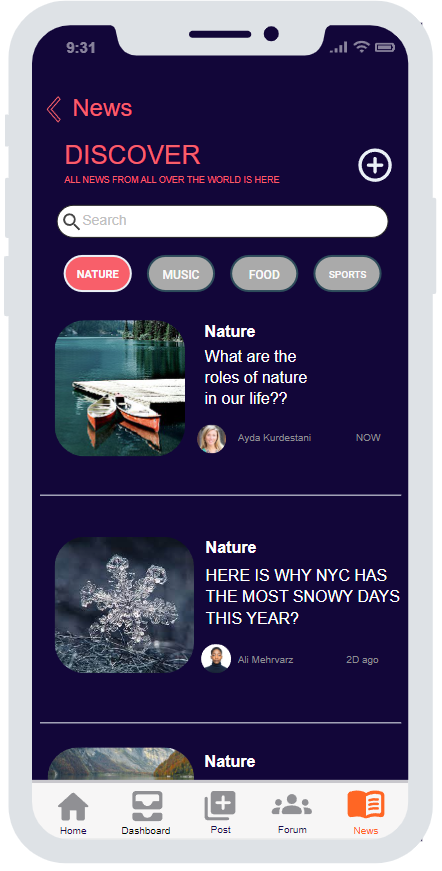 9:31
News
DISCOVER
ALL NEWS FROM ALL OVER THE WORLD IS HERE
Search
NATURE
MUSIC
FOOD
SPORTS
Nature
What are the
roles of nature
in our life??
Ayda Kurdestani
NOW
Nature
HERE IS WHY NYC HAS
THE MOST SNOWY DAYS
THIS YEAR?
Ali Mehrvarz
2D ago
Nature
Home
Dashboard
Post
Forum
News